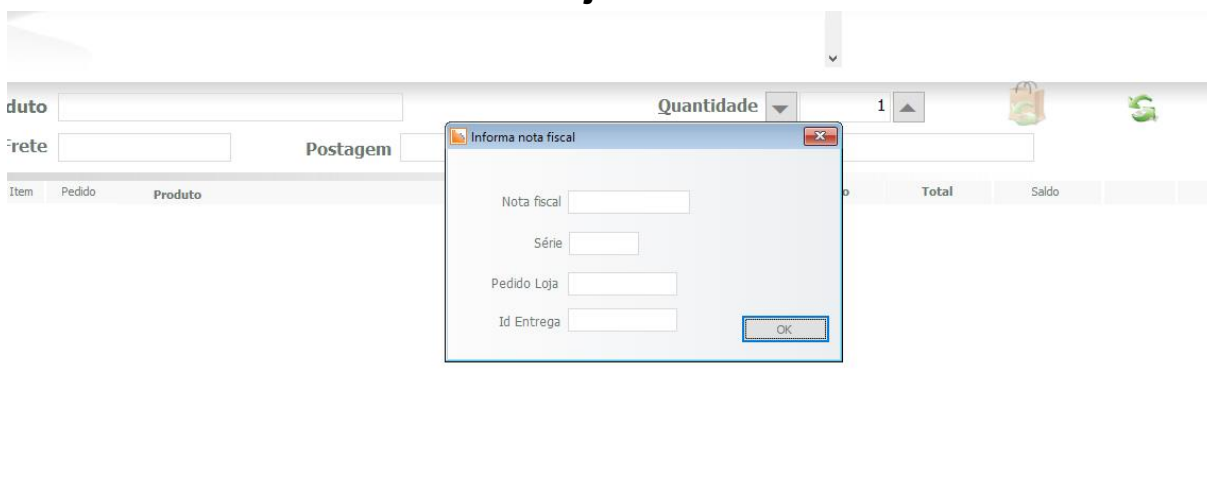 duto
Quantidade
1
Frete
Postagem
Informa nota fiscal
Item Pedido Produto
Total Saldo
Nota fiscal
Série
Pedido Loja
Id Entrega
OK